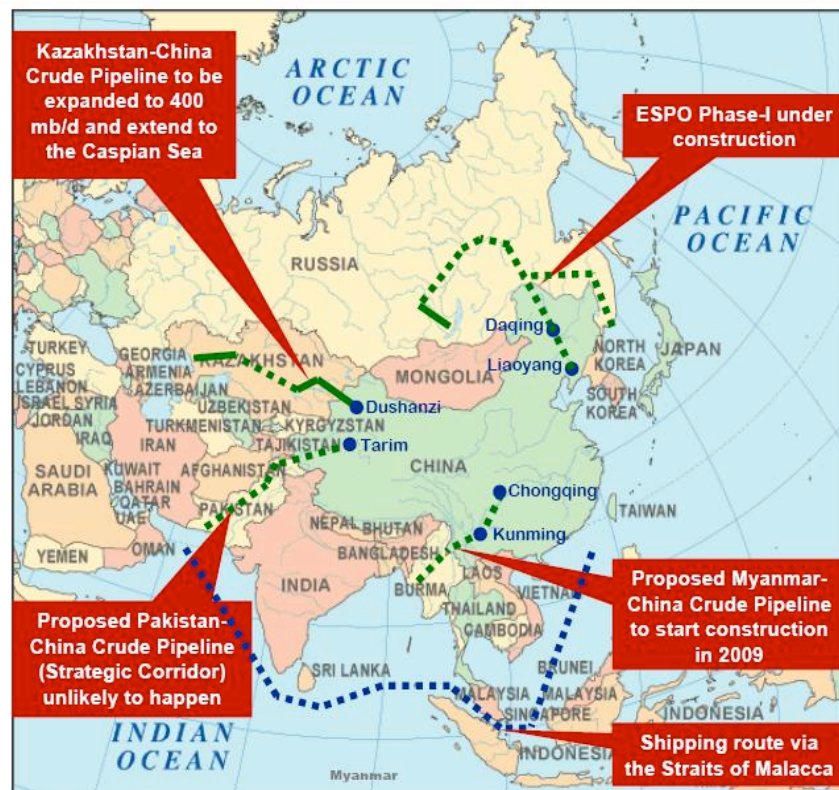 Kazakhstan-China
Crude Pipeline to be
expanded to 400
mb/d and extend to
the Caspian Sea
ARCTIC
OCEAN
ESPO Phase-I under
construction
PACIFIC
OCEAN
RUSSIA
Daqing
Liaoyang
NORTH
KOREA
JAPAN
SOUTH
KOREA
TURKEY
GEORGIA
ARMENIA
AZERBAIJAN
KAZAKHSTAN
MONGOLIA
CYPRUS
LEBANON
ISRAEL
SYRIA
JORDAN
IRAQ
UZBEKISTAN
TURKMENISTAN
KYRGYZSTAN
TAJIKISTAN
Dushanzi
Tarim
IRAN
AFGHANISTAN
CHINA
SAUDI
ARABIA
KUWAIT
BAHRAIN
QATAR
UAE
PAKISTAN
Chongqing
Kunming
TAIWAN
NEPAL
BHUTAN
BANGLADESH
YEMEN
OMAN
INDIA
BURMA
LAOS
THAILAND
VIETNAM
CAMBODIA
Proposed Pakistan-
China Crude Pipeline
(Strategic Corridor)
unlikely to happen
Proposed Myanmar-
China Crude Pipeline
to start construction
in 2009
SRI LANKA
BRUNEI
MALAYSIA
MALAYSIA
SINGAPORE
INDONESIA
INDONESIA
INDIAN
OCEAN
Shipping route via
the Straits of Malacca
Myanmar